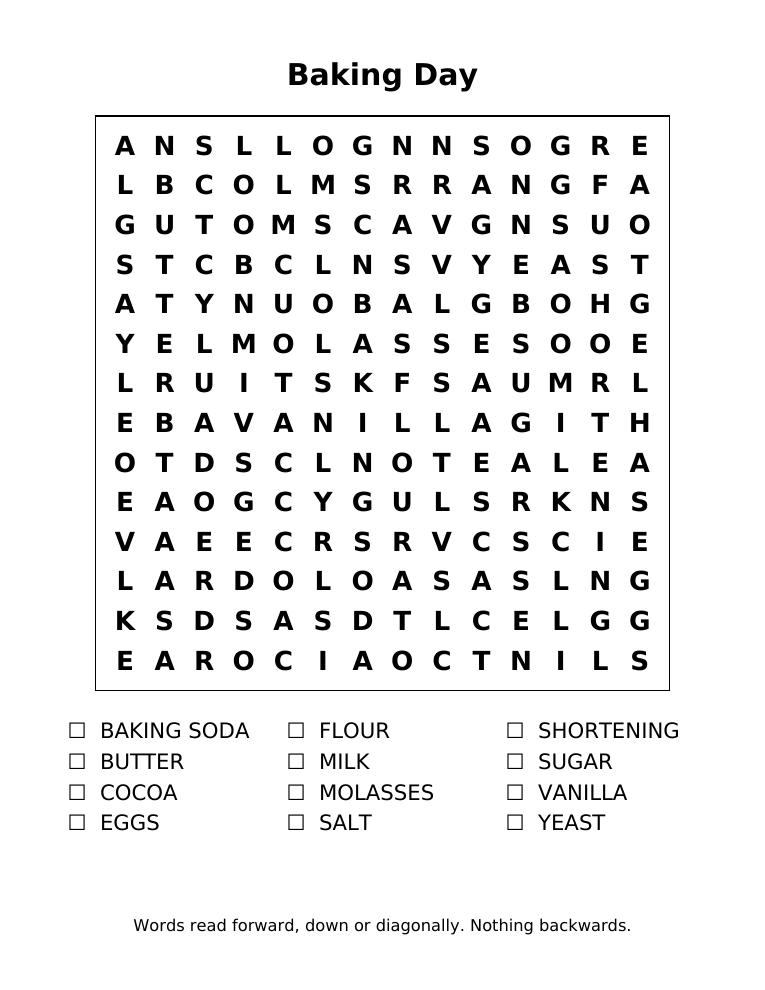 Baking Day
A N S L L O G N N S O G R E
L B C O L M S R R A N G F A
G U T O M S C A V G N S U O
S T C B C L N S V Y E A S T
A T Y N U O B A L G B O H G
Y E L M O L A S S E S O O E
L R U I T S K F S A U M R L
E B A V A N I L L A G I T H
O T D S C L N O T E A L E A
E A O G C Y G U L S R K N S
V A E E C R S R V C S C I E
L A R D O L O A S A S L N G
K S D S A S D T L C E L G G
E A R O C I A O C T N I L S
☐ BAKING SODA ☐ FLOUR ☐ SHORTENING
☐ BUTTER ☐ MILK ☐ SUGAR
☐ COCOA ☐ MOLASSES ☐ VANILLA
☐ EGGS ☐ SALT ☐ YEAST
Words read forward, down or diagonally. Nothing backwards.